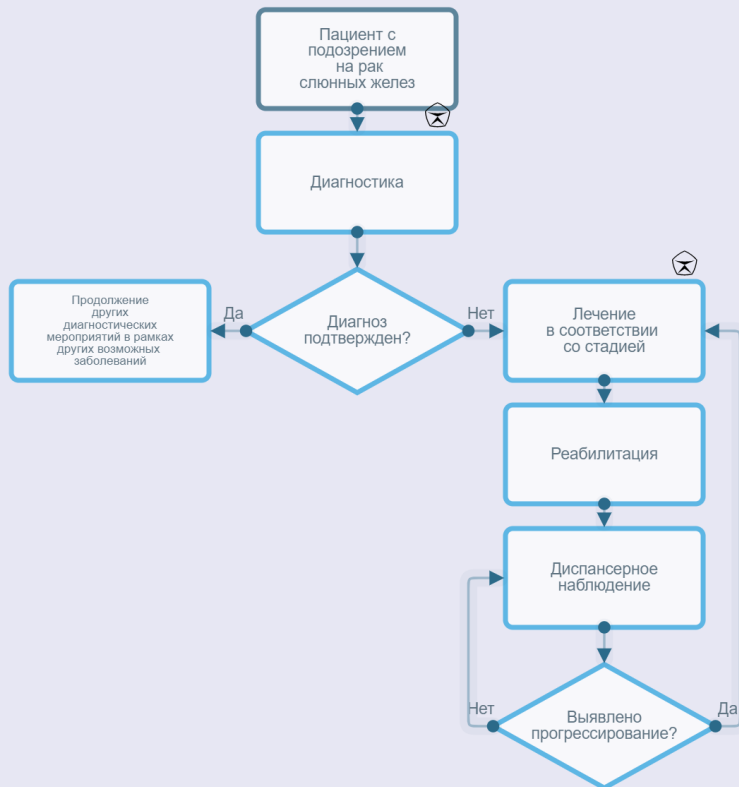 Пациент с
подозрением
на рак
слюнных желез
Диагностика
Продолжение
других
диагностических
мероприятий в рамках
других возможных
заболеваний
Да
Диагноз
подтвержден?
Нет
Лечение
в соответствии
со стадией
Реабилитация
Диспансерное
наблюдение
Нет
Выявлено
прогрессирование?
Да